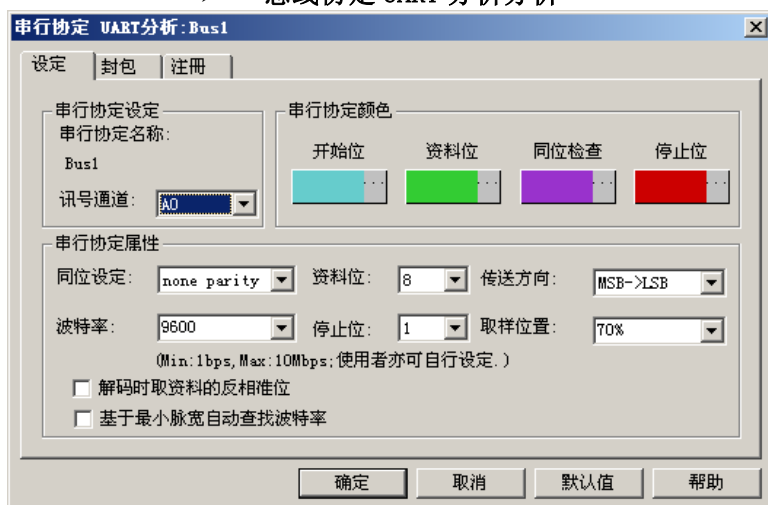 串行协定 UART分析:Bus1
设定 封包 注册
串行协定设定
串行协定名称:
Bus1
讯号通道: A0
串行协定颜色
开始位 资料位 同位检查 停止位
... ... ... ...
串行协定属性
同位设定: none parity 资料位: 8 传送方向: MSB->LSB
波特率: 9600 停止位: 1 取样位置: 70%
(Min:1bps,Max:10Mbps;使用者亦可自行设定.)
解码时取资料的反相准位
基于最小脉宽自动查找波特率
确定 取消 默认值 帮助